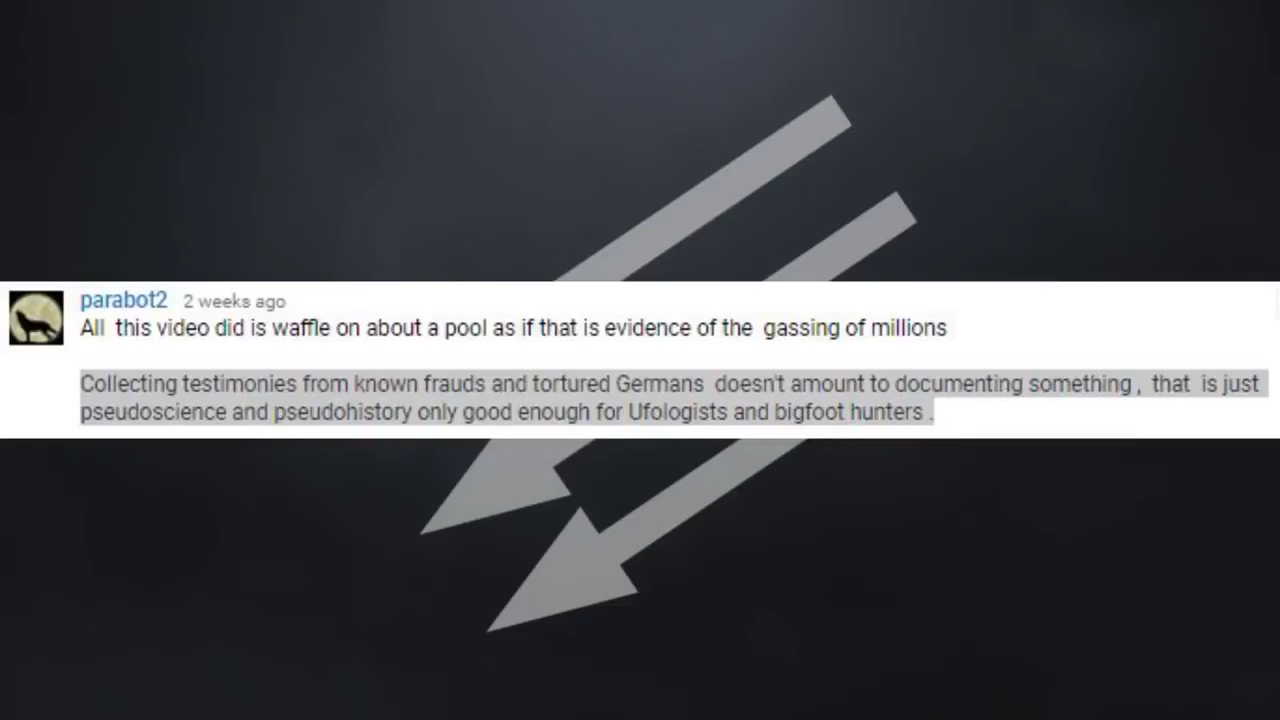 parabot2 2 weeks ago
All this video did is waffle on about a pool as if that is evidence of the gassing of millions
Collecting testimonies from known frauds and tortured Germans doesn't amount to documenting something , that is just
pseudoscience and pseudohistory only good enough for Ufologists and bigfoot hunters .